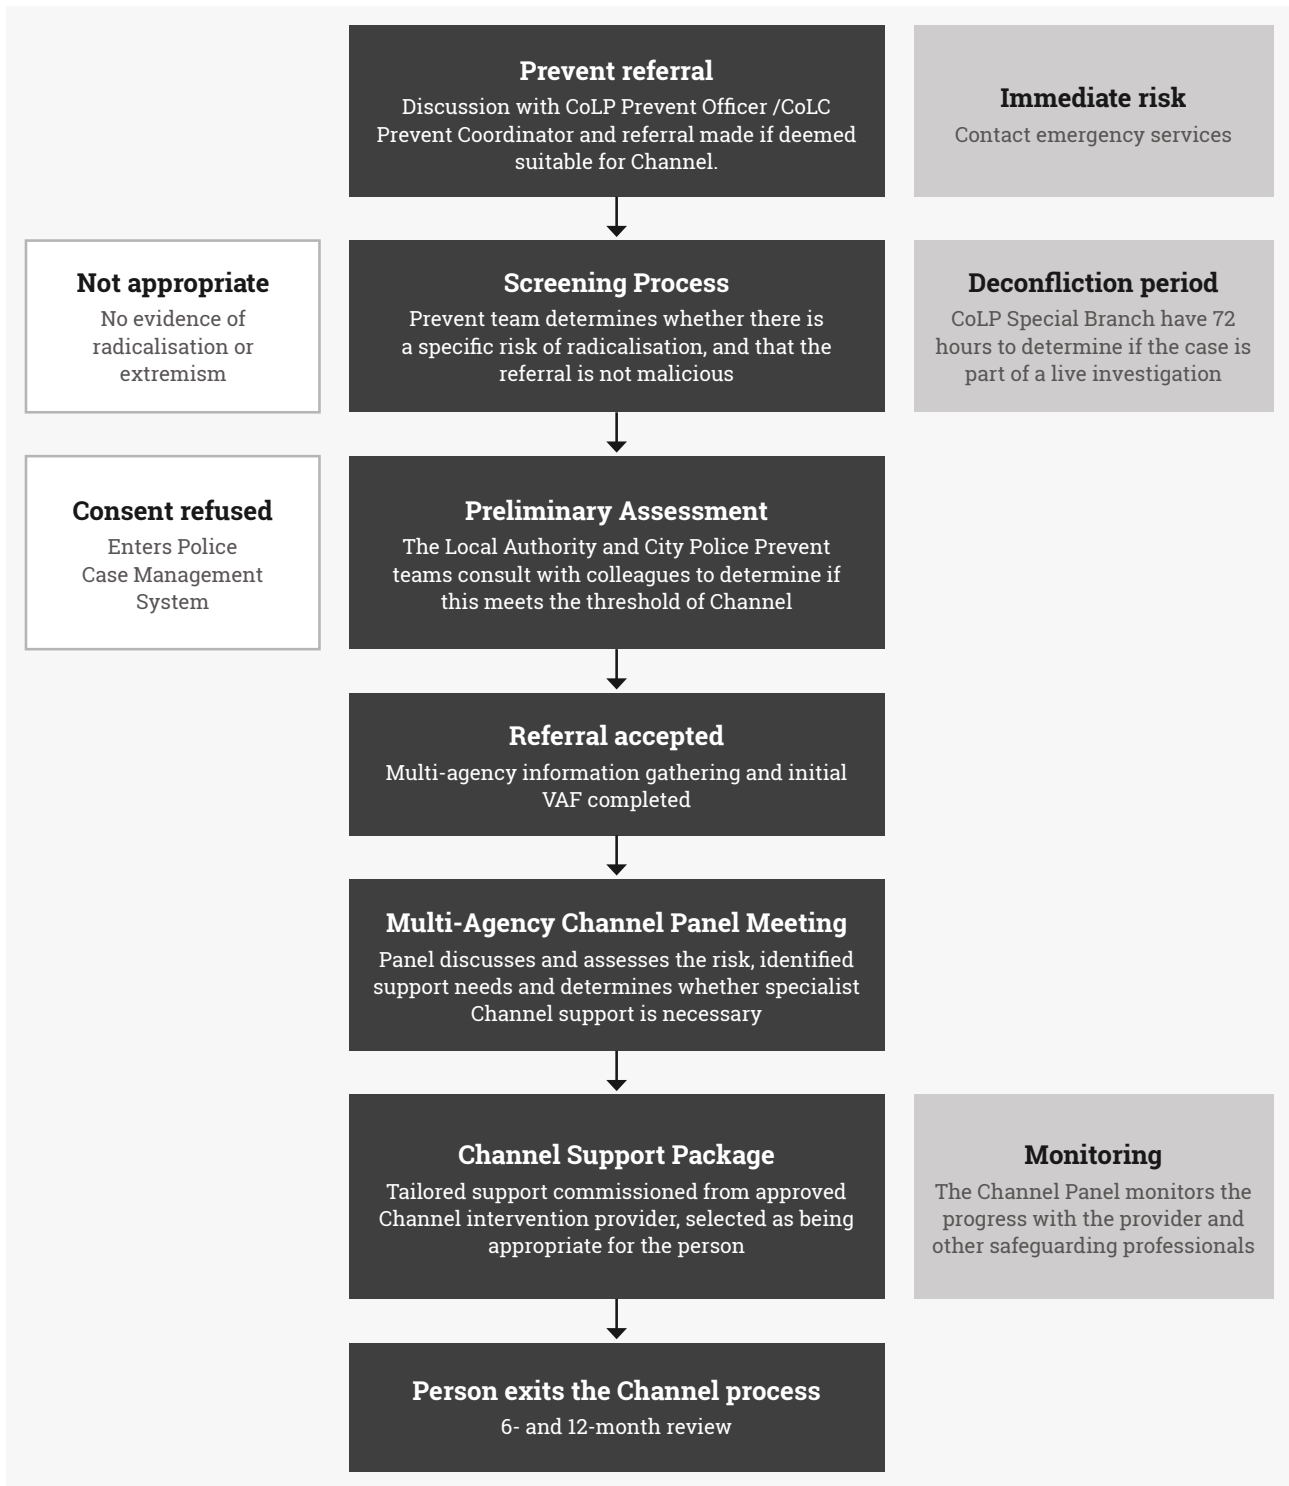 Prevent referral
Discussion with CoLP Prevent Officer /CoLC
Prevent Coordinator and referral made if deemed
suitable for Channel.
Immediate risk
Contact emergency services
Not appropriate
No evidence of
radicalisation or
extremism
Screening Process
Prevent team determines whether there is
a specific risk of radicalisation, and that the
referral is not malicious
Deconfliction period
CoLP Special Branch have 72
hours to determine if the case is
part of a live investigation
Consent refused
Enters Police
Case Management
System
Preliminary Assessment
The Local Authority and City Police Prevent
teams consult with colleagues to determine if
this meets the threshold of Channel
Referral accepted
Multi-agency information gathering and initial
VAF completed
Multi-Agency Channel Panel Meeting
Panel discusses and assesses the risk, identified
support needs and determines whether specialist
Channel support is necessary
Channel Support Package
Tailored support commissioned from approved
Channel intervention provider, selected as being
appropriate for the person
Monitoring
The Channel Panel monitors the
progress with the provider and
other safeguarding professionals
Person exits the Channel process
6- and 12-month review